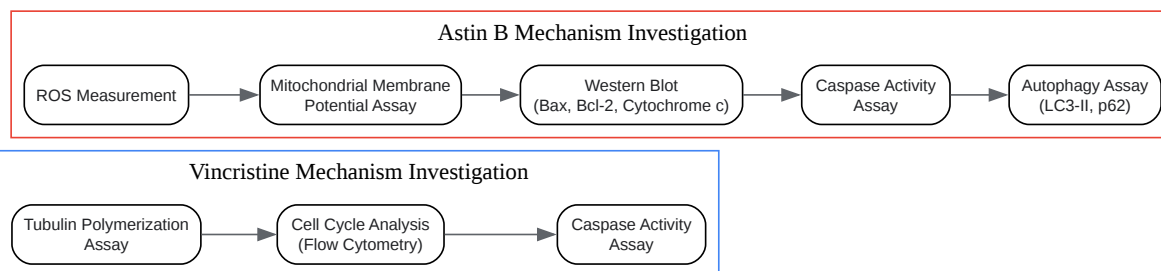 Astin B Mechanism Investigation
ROS Measurement
Mitochondrial Membrane
Potential Assay
Western Blot
(Bax, Bcl-2, Cytochrome c)
Caspase Activity
Assay
Autophagy Assay
(LC3-II, p62)
Vincristine Mechanism Investigation
Tubulin Polymerization
Assay
Cell Cycle Analysis
(Flow Cytometry)
Caspase Activity
Assay